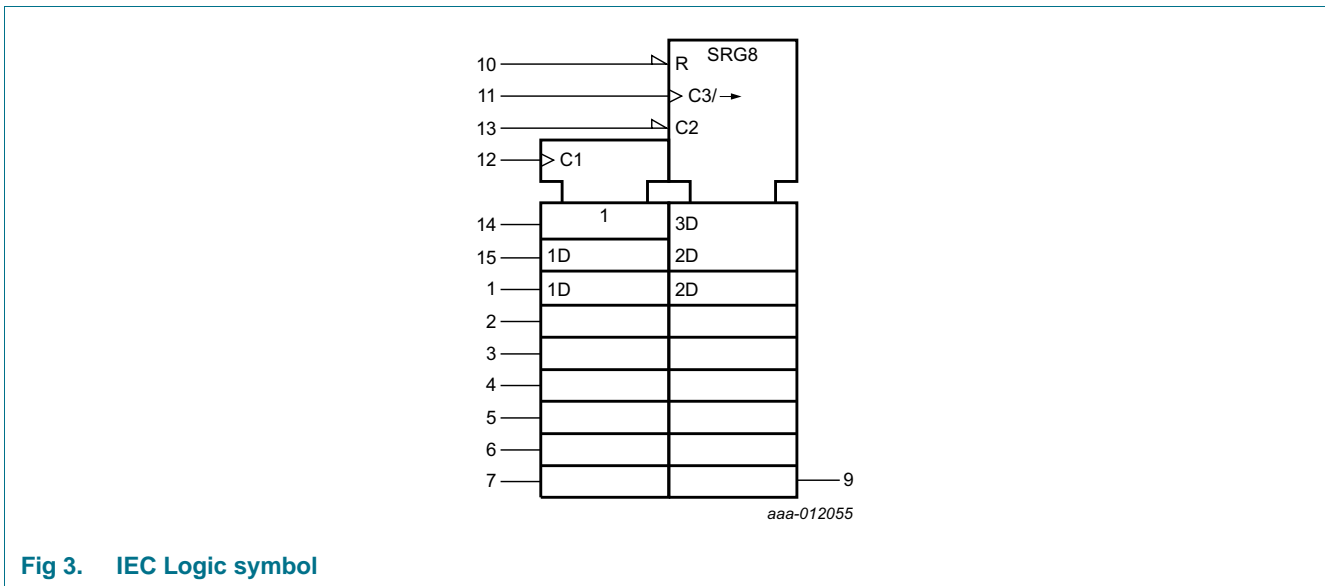 SRG8
10 R
11 C3/→
13 C2
12 C1
14 1 3D
15 1D 2D
1 1D 2D
2
3
4
5
6
7 9
aaa-012055
Fig 3. IEC Logic symbol